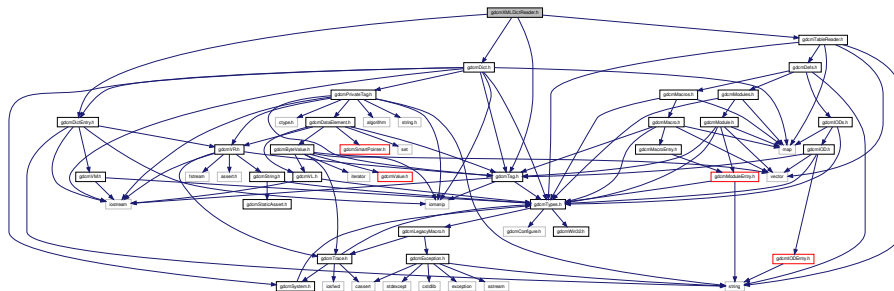 gdcmXMLDictReader.h
gdcmTableReader.h
gdcmDict.h
gdcmDefs.h
gdcmPrivateTag.h
gdcmMacros.h
gdcmModules.h
gdcmDictEntry.h
ctype.h
gdcmDataElement.h
algorithm
string.h
gdcmMacro.h
gdcmModule.h
gdcmIODs.h
gdcmVR.h
gdcmByteValue.h
gdcmSmartPointer.h
set
gdcmMacroEntry.h
map
gdcmIOD.h
gdcmVM.h
fstream
assert.h
gdcmString.h
gdcmVL.h
iterator
gdcmValue.h
gdcmTag.h
gdcmModuleEntry.h
vector
iostream
gdcmStaticAssert.h
iomanip
gdcmTypes.h
gdcmConfigure.h
gdcmWin32.h
gdcmLegacyMacro.h
gdcmTrace.h
gdcmException.h
gdcmIODEntry.h
gdcmSystem.h
iosfwd
cassert
stdexcept
cstdlib
exception
sstream
string